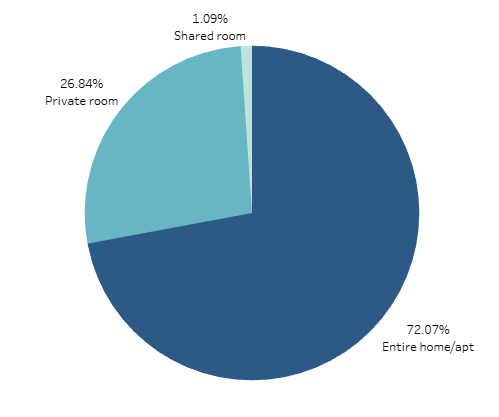 1.09%
Shared room
26.84%
Private room
72.07%
Entire home/apt